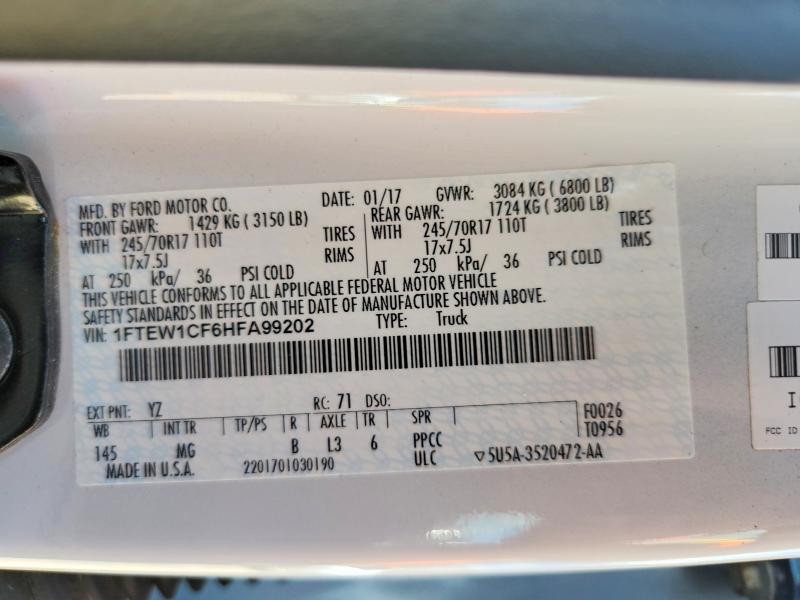 MFD. BY FORD MOTOR CO. DATE: 01/17 GVWR: 3084 KG ( 6800 LB)
FRONT GAWR: 1429 KG ( 3150 LB) REAR GAWR: 1724 KG ( 3800 LB)
WITH 245/70R17 110T TIRES WITH 245/70R17 110T TIRES
17x7.5J RIMS 17x7.5J RIMS
AT 250 kPa/ 36 PSI COLD AT 250 kPa/ 36 PSI COLD
THIS VEHICLE CONFORMS TO ALL APPLICABLE FEDERAL MOTOR VEHICLE
SAFETY STANDARDS IN EFFECT ON THE DATE OF MANUFACTURE SHOWN ABOVE.
VIN: 1FTEW1CF6HFA99202 TYPE: Truck
EXT PNT: YZ RC: 71 DSO: F0026
WB INT TR TP/PS R AXLE TR SPR T0956
145 MG B L3 6 PPCC
MADE IN U.S.A. 2201701030190 ULC ▽5U5A-3520472-AA
FCC ID